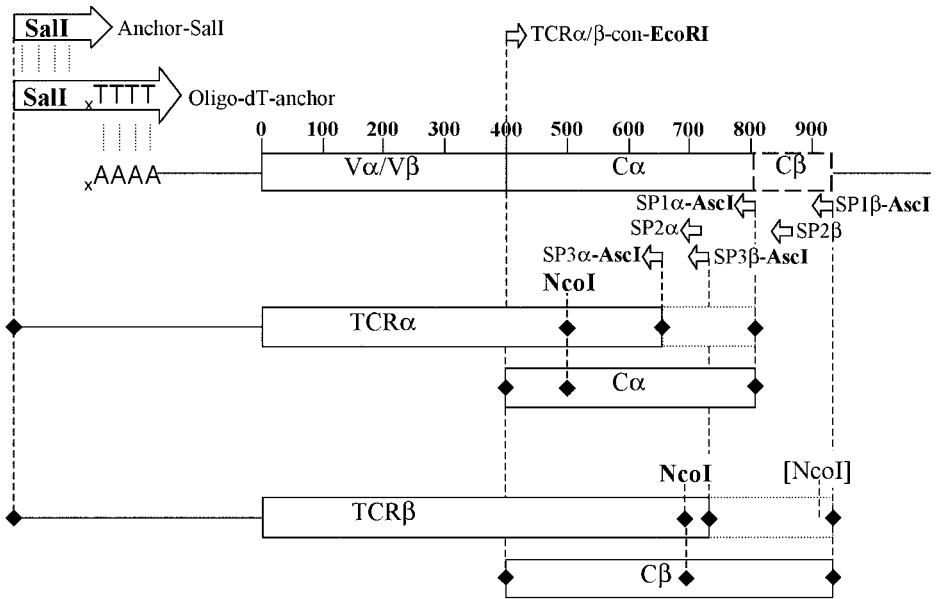 SalI Anchor-SalI
TCRα/β-con-EcoRI
SalI xTTTT Oligo-dT-anchor
0 100 200 300 400 500 600 700 800 900
xAAAA Vα/Vβ Cα Cβ
SP1α-AscI SP1β-AscI
SP2α SP2β
SP3α-AscI SP3β-AscI
NcoI
TCRα
Cα
NcoI [NcoI]
TCRβ
Cβ